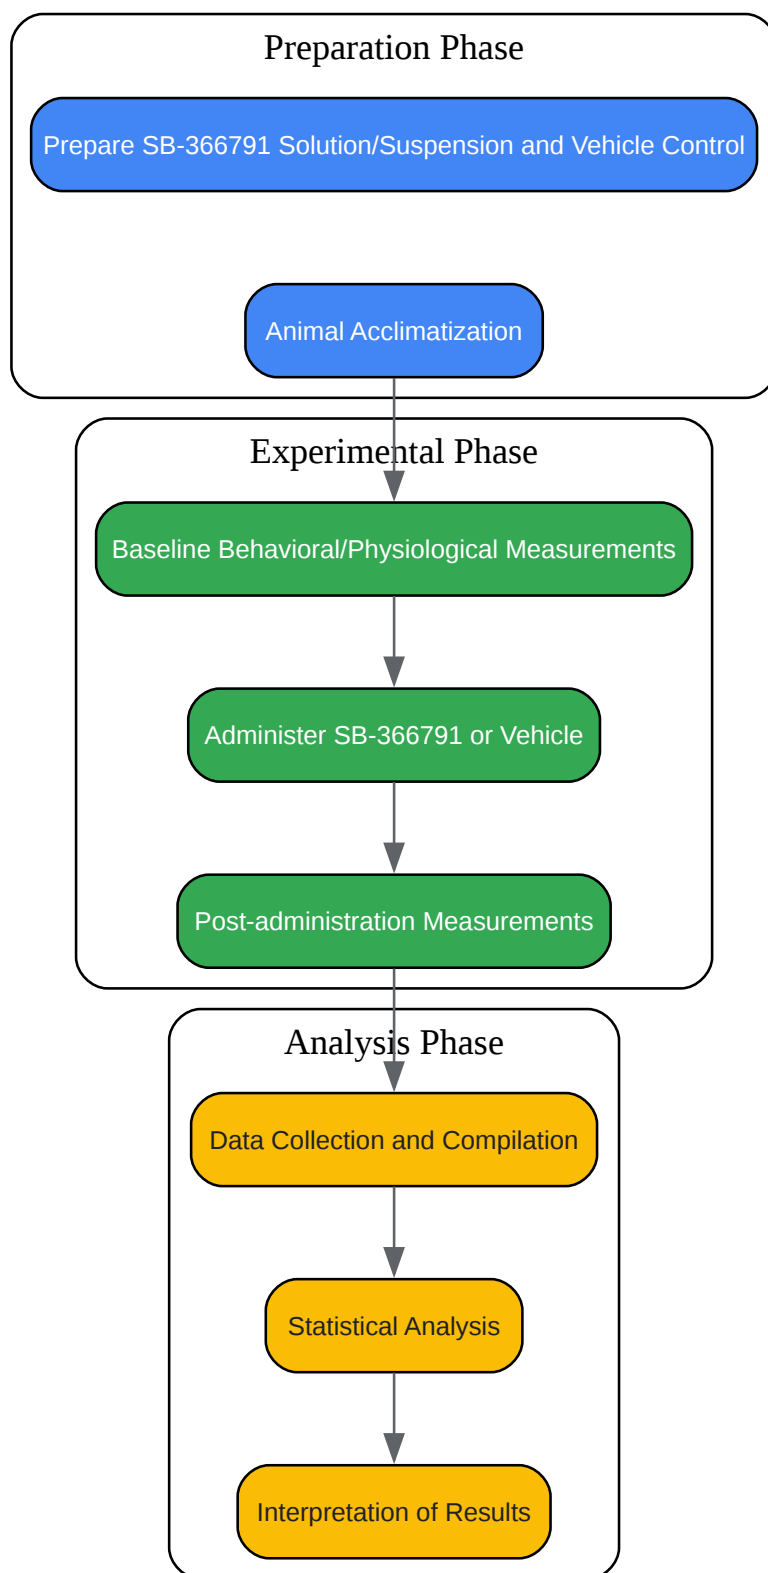 Preparation Phase
Prepare SB-366791 Solution/Suspension and Vehicle Control
Animal Acclimatization
Experimental Phase
Baseline Behavioral/Physiological Measurements
Administer SB-366791 or Vehicle
Post-administration Measurements
Analysis Phase
Data Collection and Compilation
Statistical Analysis
Interpretation of Results